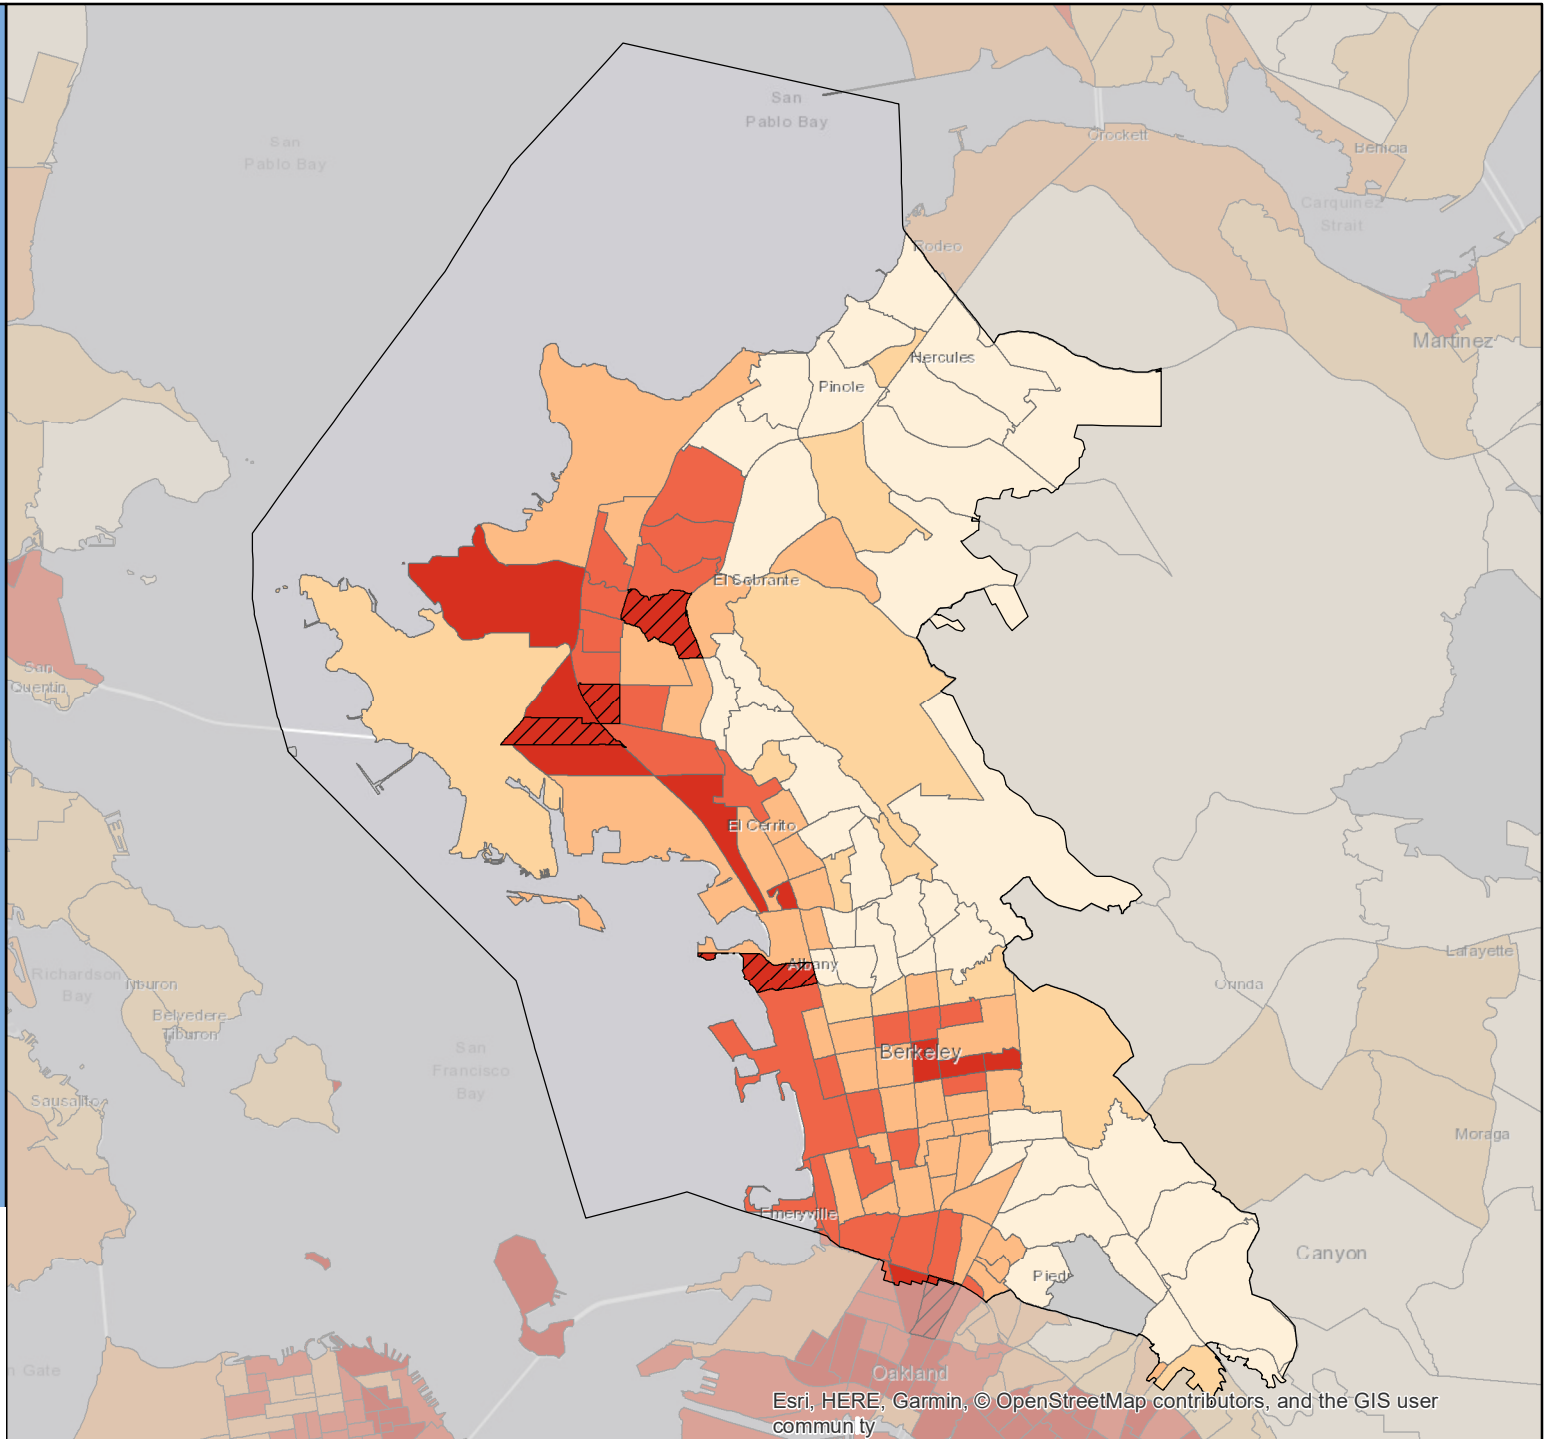 San
Pablo Bay
San
Pablo Bay
Crockett
Benicia
Carquinez
Strait
Rodeo
Martinez
Hercules
Pinole
El Sobrante
San
Quentin
El Cerrito
Albany
Lafayette
Orinda
Richardson
Bay
Tiburon
Belvedere
Tiburon
San
Francisco
Bay
Berkeley
Sausalito
Moraga
Emeryville
Canyon
Pied
n Gate
Oakland
Esri, HERE, Garmin, © OpenStreetMap contributors, and the GIS user
community